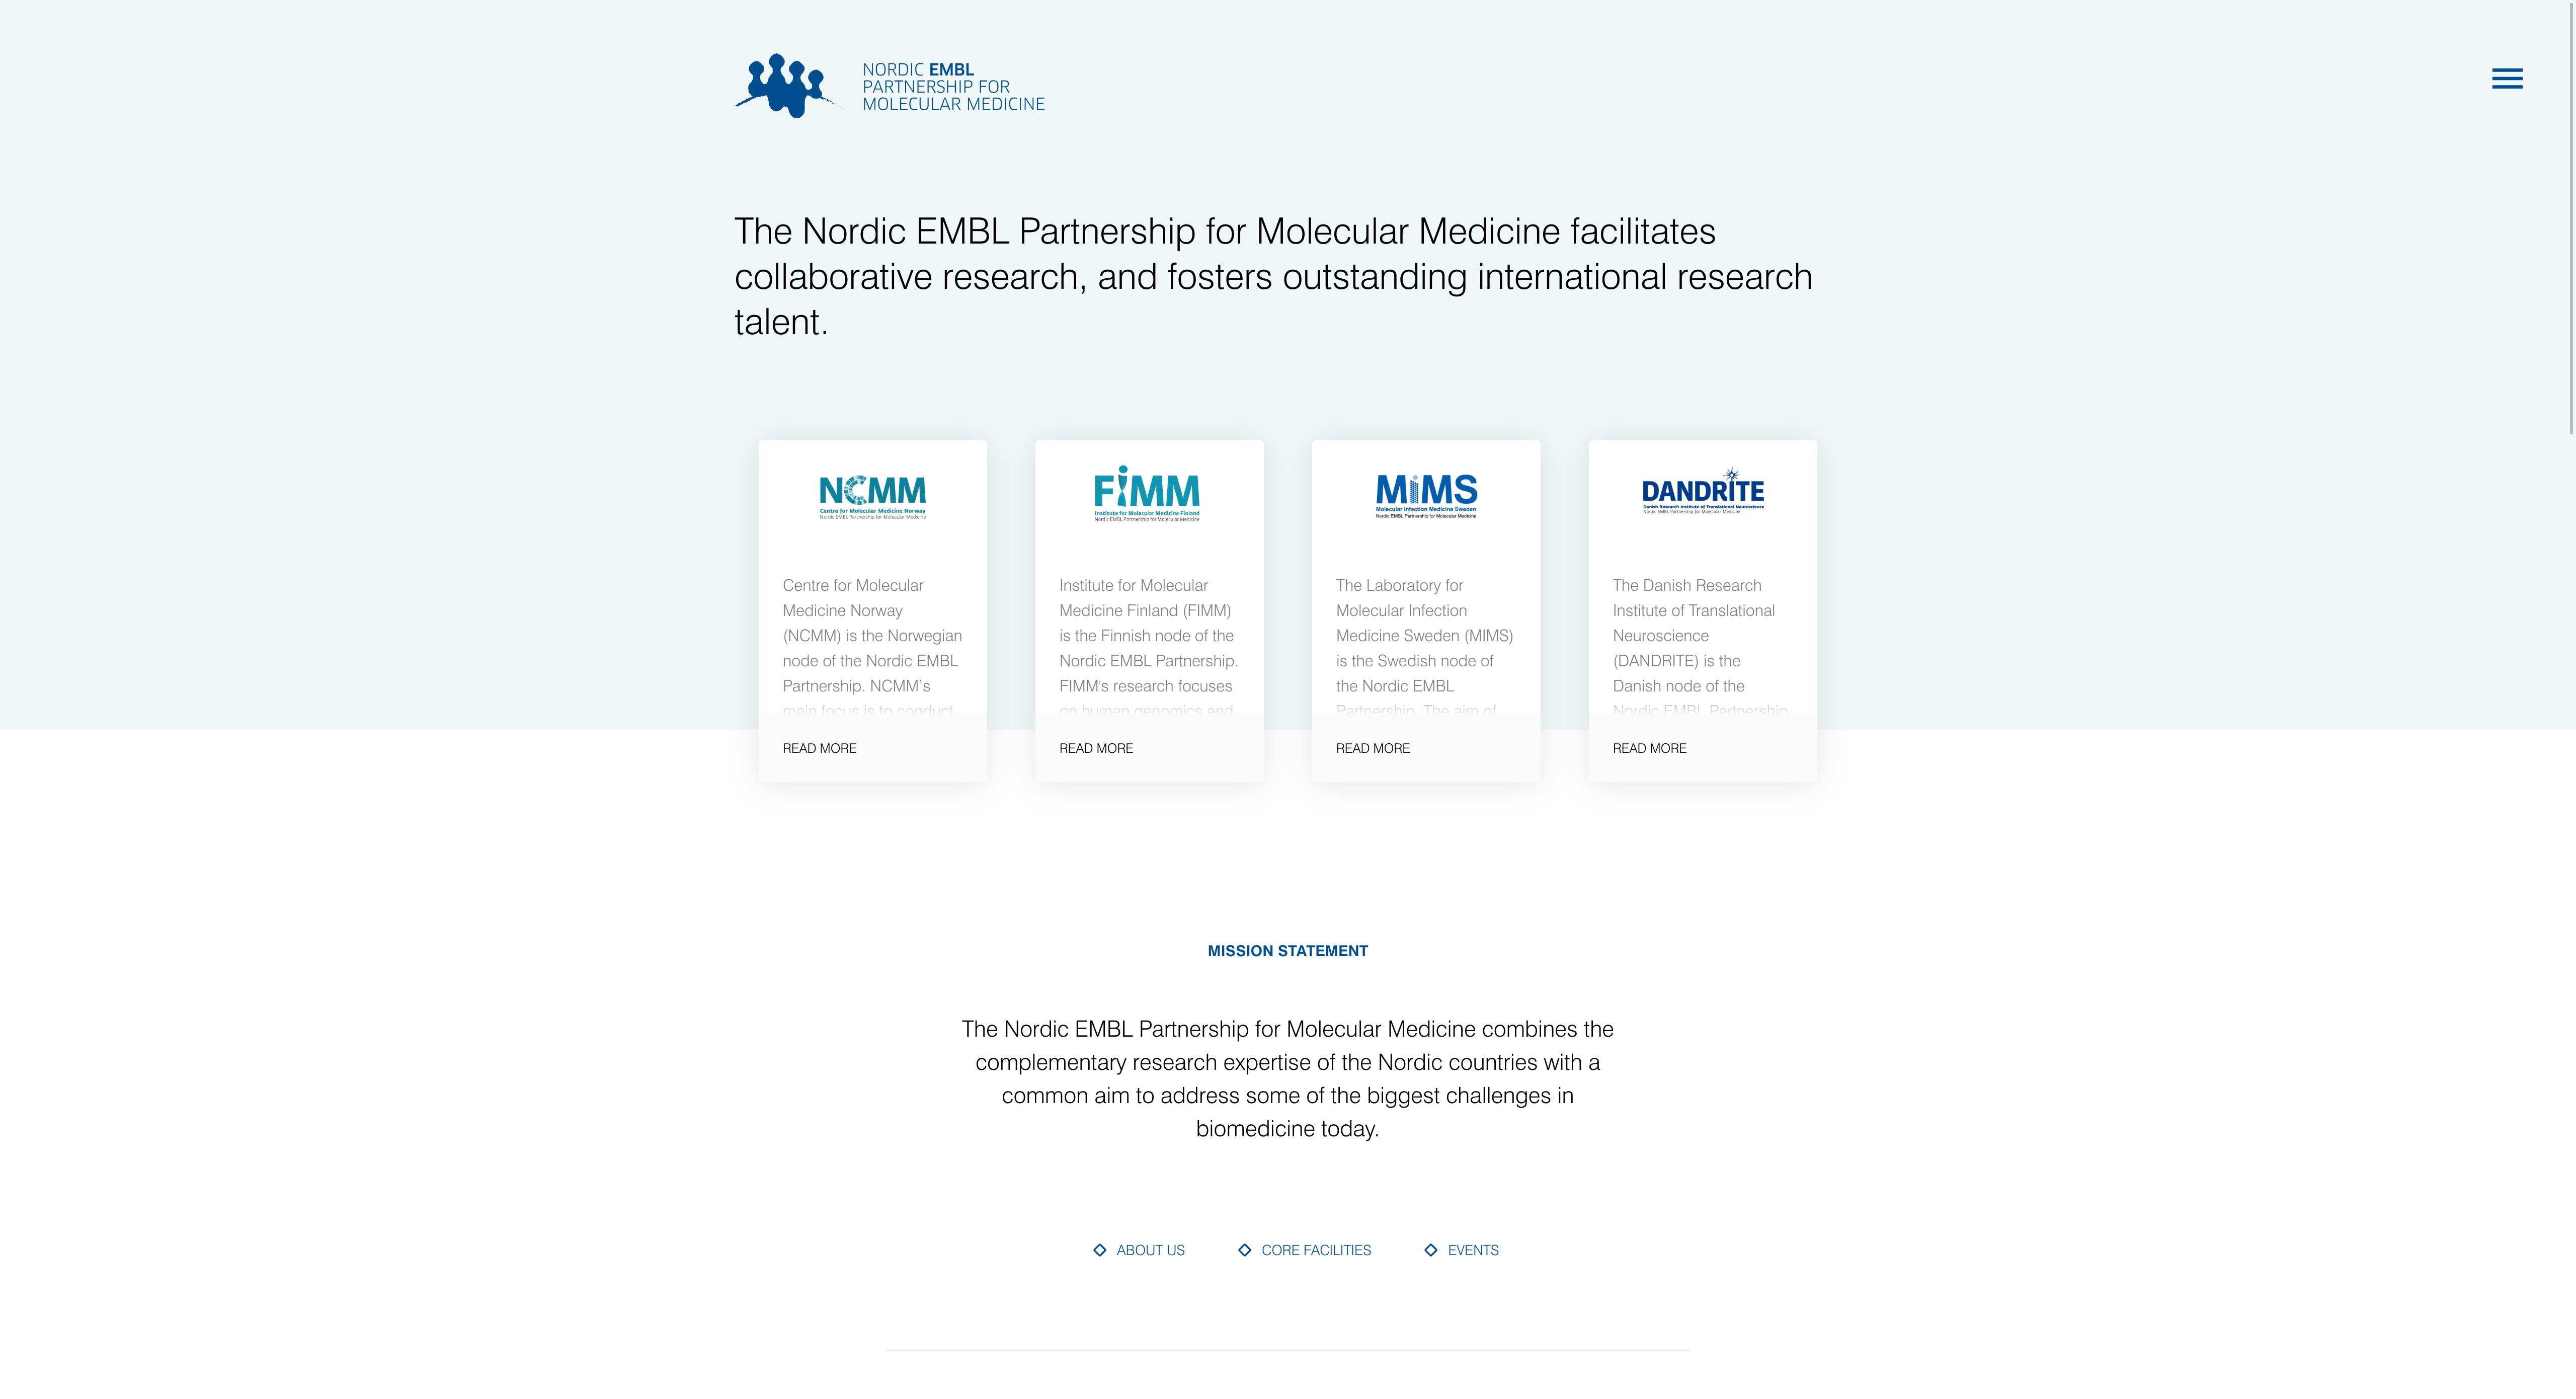 NORDIC EMBL
PARTNERSHIP FOR
MOLECULAR MEDICINE
The Nordic EMBL Partnership for Molecular Medicine facilitates
collaborative research, and fosters outstanding international research
talent.
NCMM
Centre for Molecular Medicine Norway
Nordic EMBL Partnership for Molecular Medicine
Centre for Molecular
Medicine Norway
(NCMM) is the Norwegian
node of the Nordic EMBL
Partnership. NCMM's
main focus is to conduct
READ MORE
FiMM
Institute for Molecular Medicine Finland
Nordic EMBL Partnership for Molecular Medicine
Institute for Molecular
Medicine Finland (FIMM)
is the Finnish node of the
Nordic EMBL Partnership.
FIMM's research focuses
on human genomics and
READ MORE
MiMS
Molecular Infection Medicine Sweden
Nordic EMBL Partnership for Molecular Medicine
The Laboratory for
Molecular Infection
Medicine Sweden (MIMS)
is the Swedish node of
the Nordic EMBL
Partnership. The aim of
READ MORE
DANDRITE
Danish Research Institute of Translational Neuroscience
Nordic EMBL Partnership for Molecular Medicine
The Danish Research
Institute of Translational
Neuroscience
(DANDRITE) is the
Danish node of the
Nordic EMBL Partnership
READ MORE
MISSION STATEMENT
The Nordic EMBL Partnership for Molecular Medicine combines the
complementary research expertise of the Nordic countries with a
common aim to address some of the biggest challenges in
biomedicine today.
ABOUT US
CORE FACILITIES
EVENTS